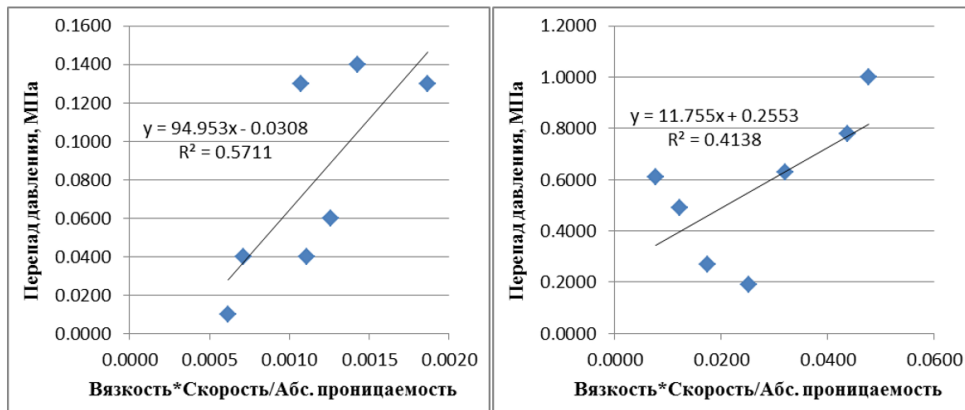 Перепад давления, МПа
0.1600
0.1400
0.1200
0.1000
0.0800
0.0600
0.0400
0.0200
0.0000
y = 94.953x - 0.0308
R² = 0.5711
0.0000 0.0005 0.0010 0.0015 0.0020
Вязкость*Скорость/Абс. проницаемость
Перепад давления, МПа
1.2000
1.0000
0.8000
0.6000
0.4000
0.2000
0.0000
y = 11.755x + 0.2553
R² = 0.4138
0.0000 0.0200 0.0400 0.0600
Вязкость*Скорость/Абс. проницаемость